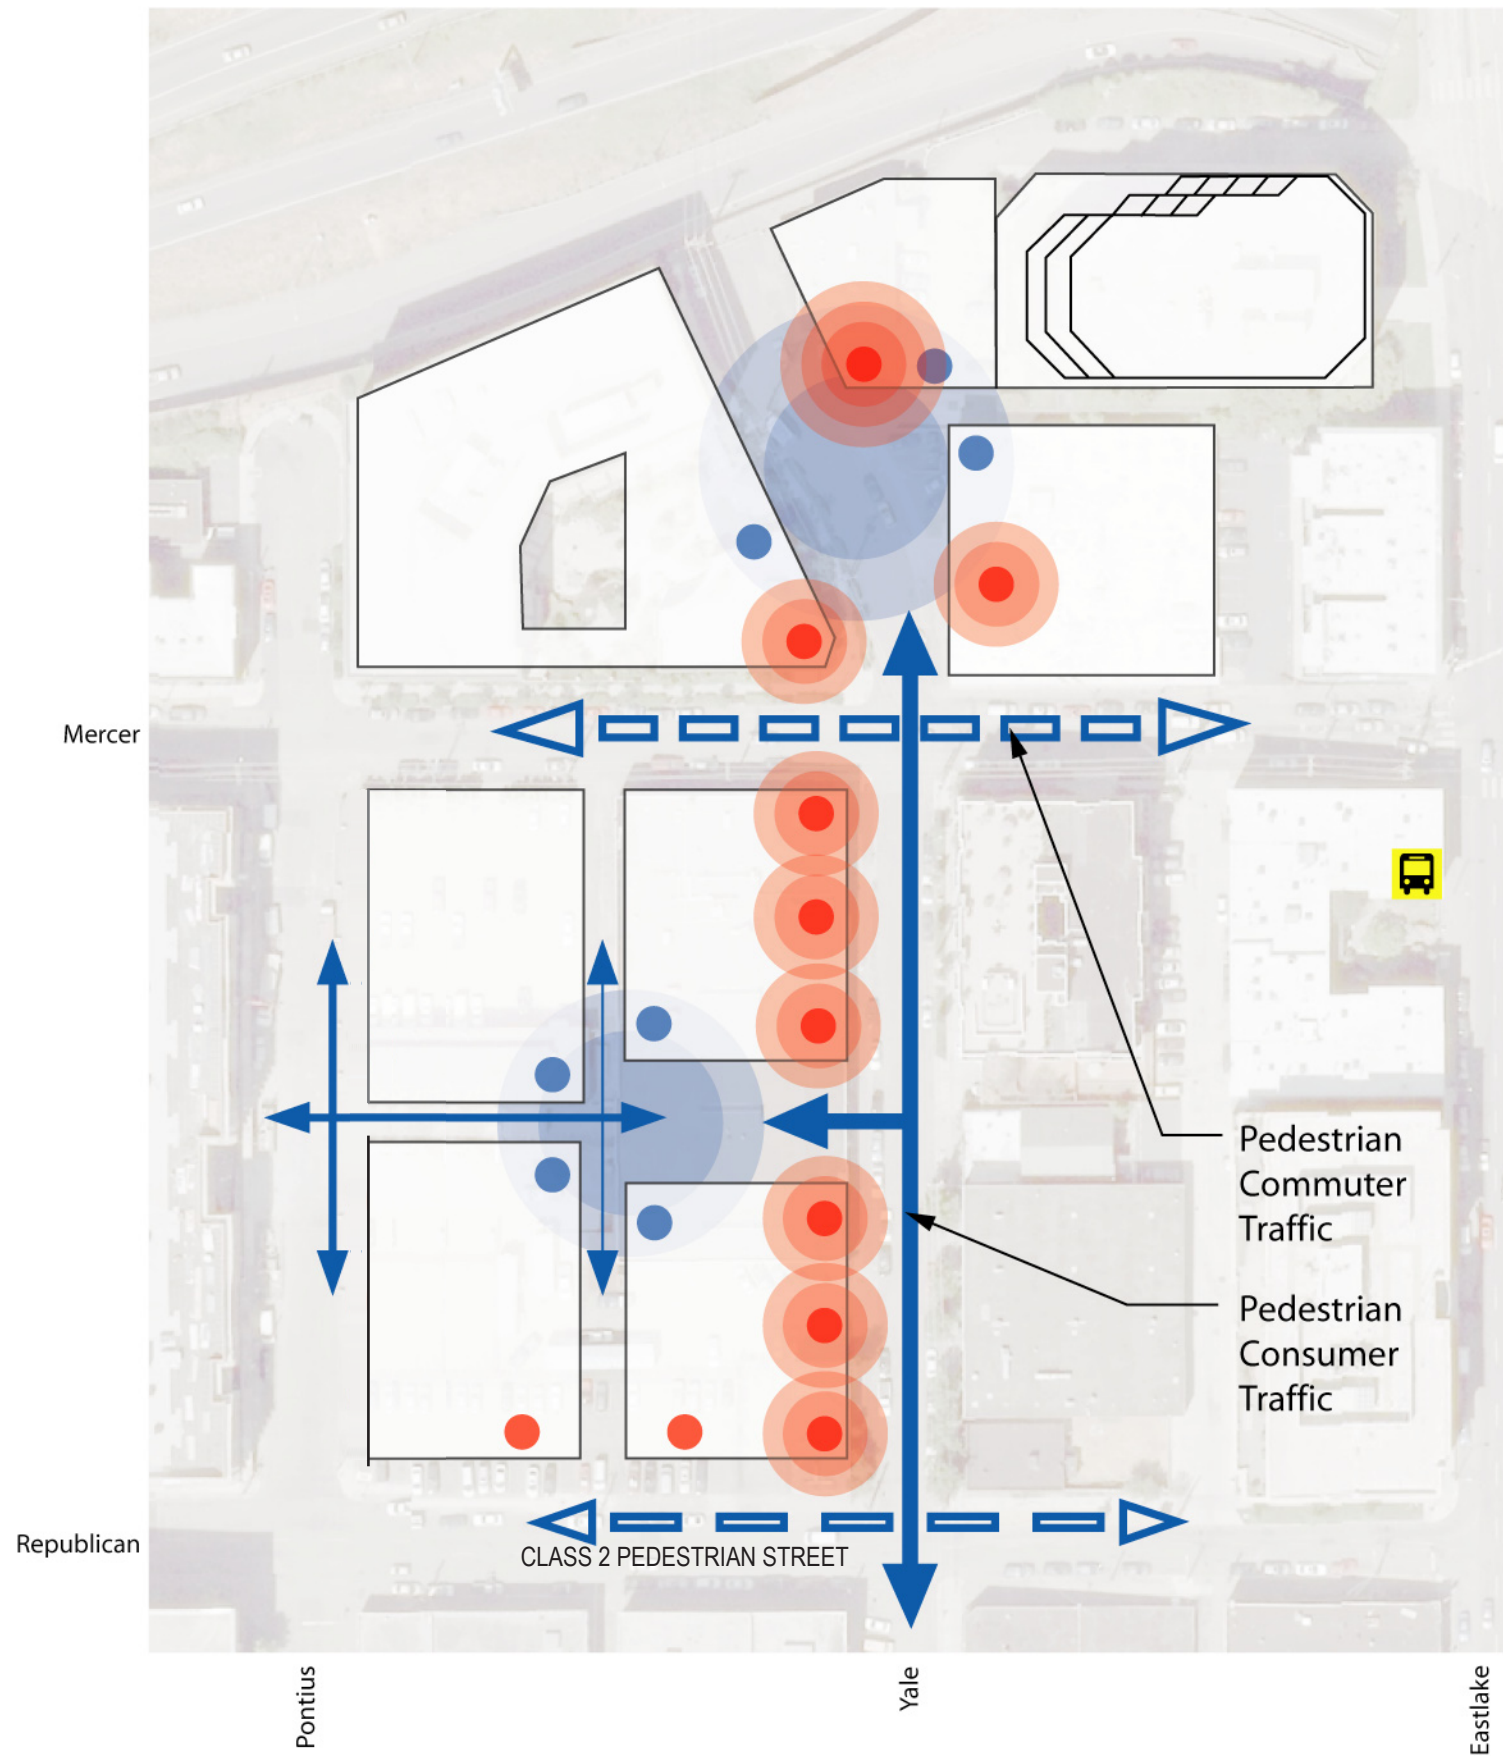 Mercer
Pedestrian
Commuter
Traffic
Pedestrian
Consumer
Traffic
Republican
CLASS 2 PEDESTRIAN STREET
Pontius
Yale
Eastlake